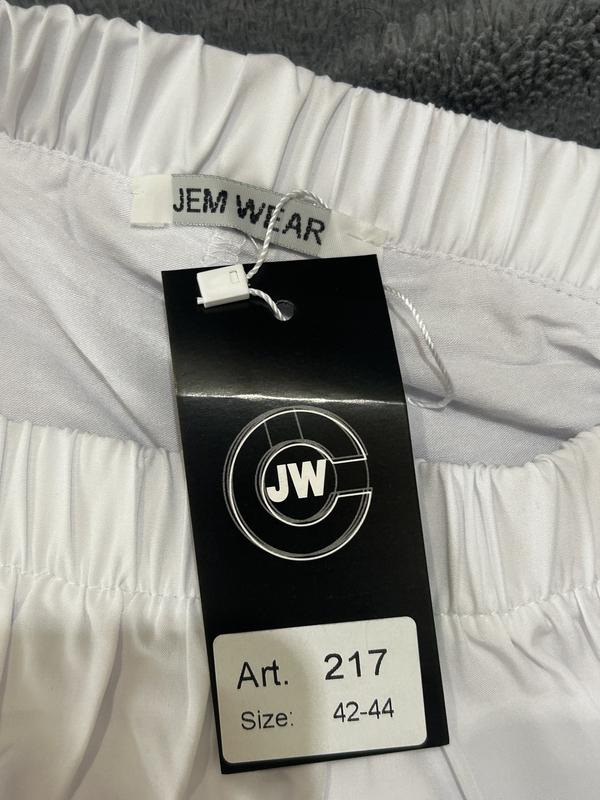 JEM WEAR
JW
Art. 217
Size: 42-44